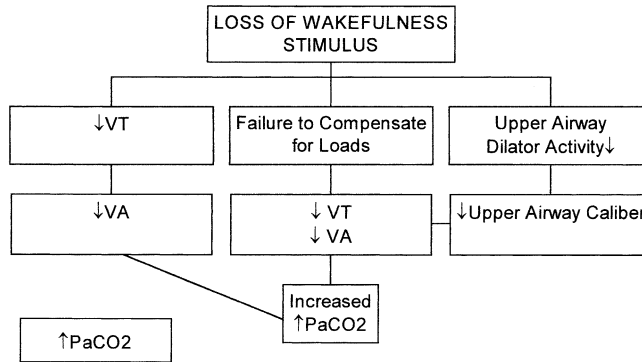 LOSS OF WAKEFULNESS
STIMULUS
↓VT
Failure to Compensate
for Loads
Upper Airway
Dilator Activity↓
↓VA
↓ VT
↓ VA
↓Upper Airway Caliber
Increased
↑PaCO2
↑PaCO2